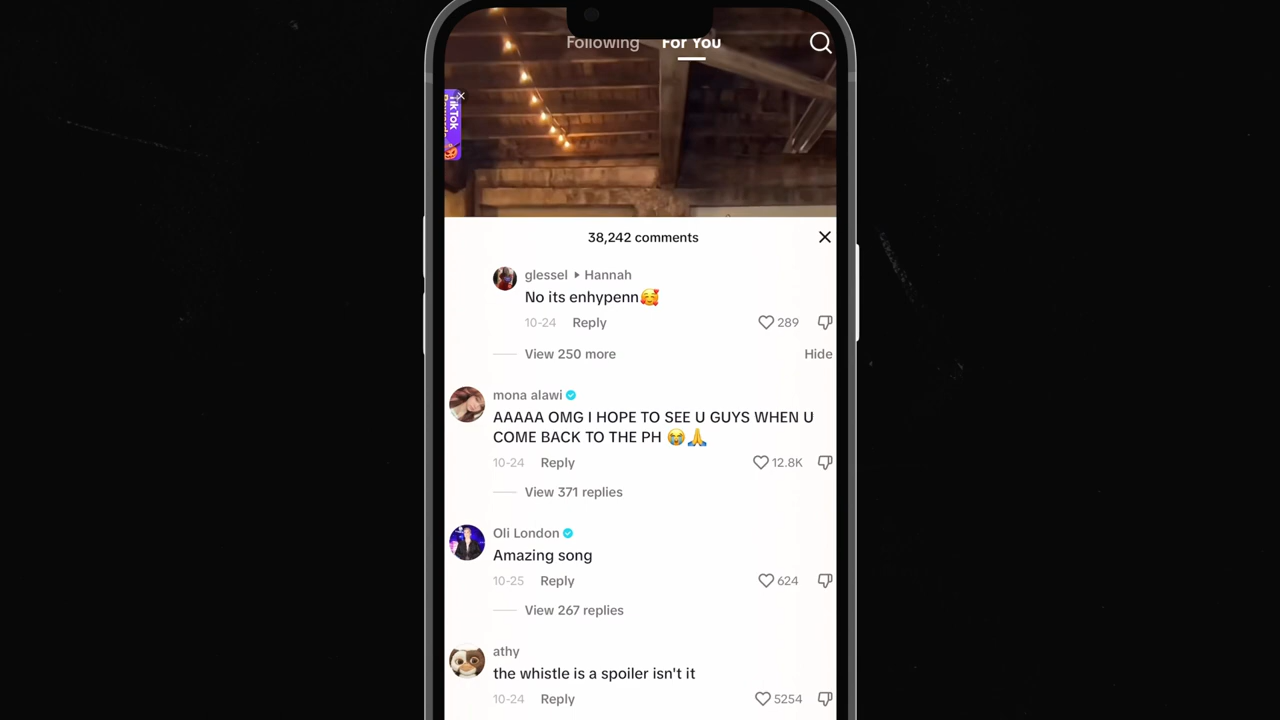 Following For You
TikTok
38,242 comments
glessel Hannah
No its enhypenn🥰
10-24 Reply 289
View 250 more Hide
mona alawi
AAAAA OMG I HOPE TO SEE U GUYS WHEN U
COME BACK TO THE PH 😭🙏
10-24 Reply 12.8K
View 371 replies
Oli London
Amazing song
10-25 Reply 624
View 267 replies
athy
the whistle is a spoiler isn't it
10-24 Reply 5254